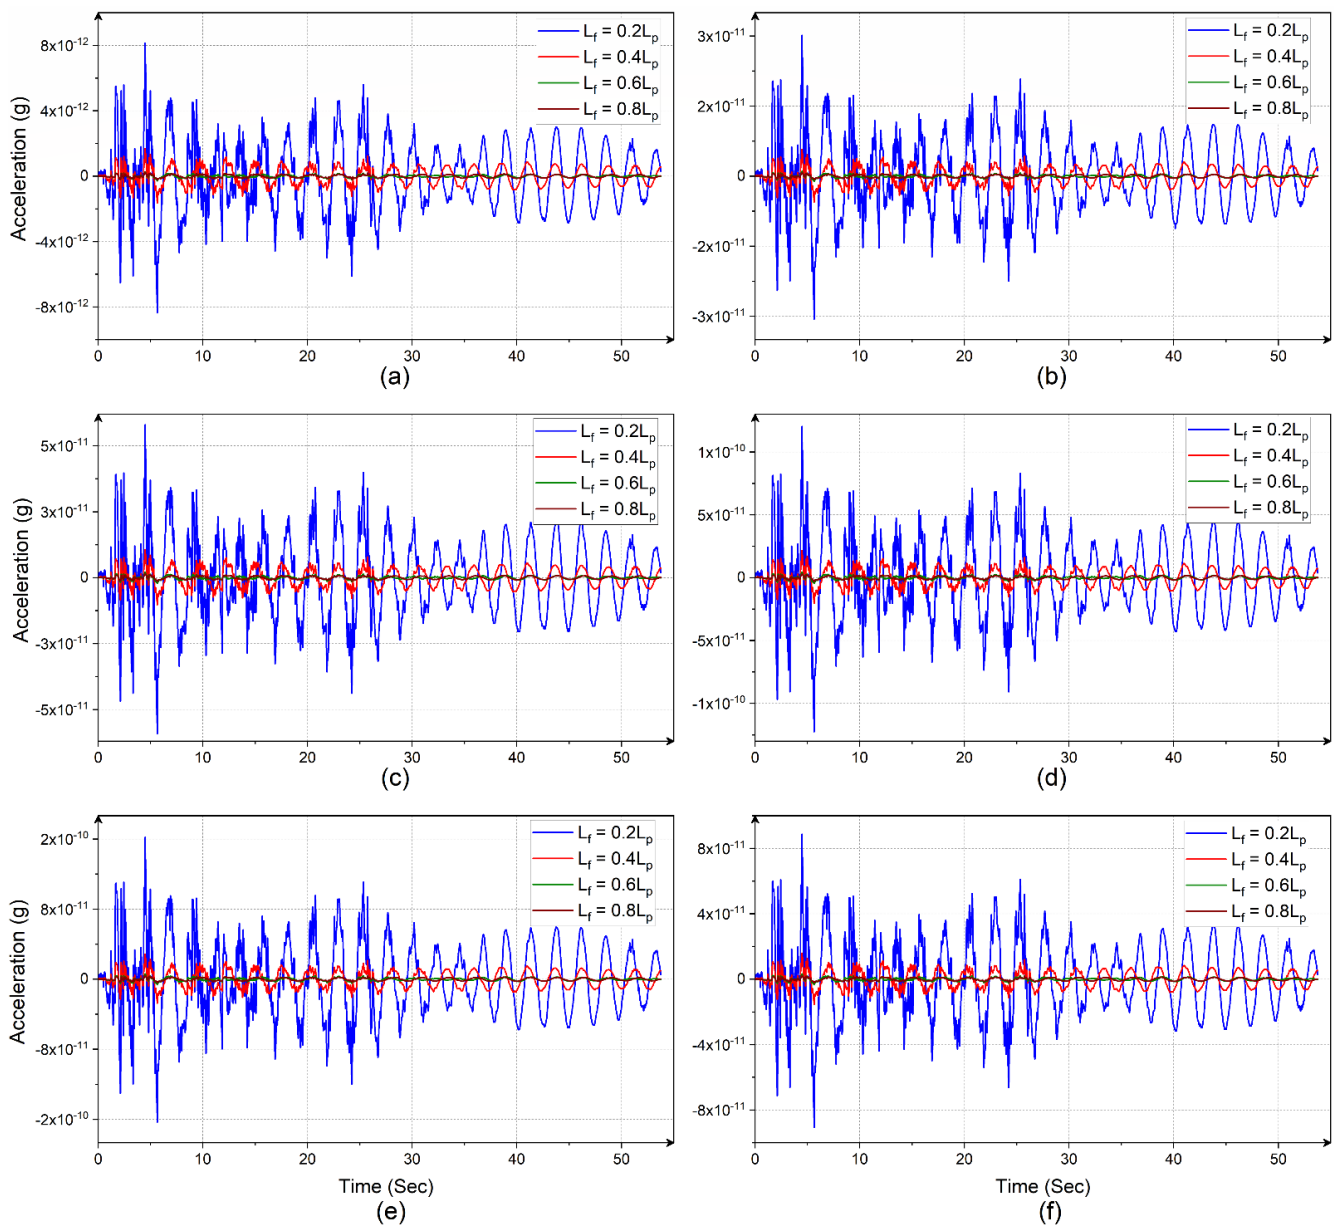 Acceleration (g)
8x10⁻¹²
4x10⁻¹²
0
-4x10⁻¹²
-8x10⁻¹²
L_f = 0.2L_p
L_f = 0.4L_p
L_f = 0.6L_p
L_f = 0.8L_p
0 10 20 30 40 50
(a)
3x10⁻¹¹
2x10⁻¹¹
0
-2x10⁻¹¹
-3x10⁻¹¹
L_f = 0.2L_p
L_f = 0.4L_p
L_f = 0.6L_p
L_f = 0.8L_p
0 10 20 30 40 50
(b)
Acceleration (g)
5x10⁻¹¹
3x10⁻¹¹
0
-3x10⁻¹¹
-5x10⁻¹¹
L_f = 0.2L_p
L_f = 0.4L_p
L_f = 0.6L_p
L_f = 0.8L_p
0 10 20 30 40 50
(c)
1x10⁻¹⁰
5x10⁻¹¹
0
-5x10⁻¹¹
-1x10⁻¹⁰
L_f = 0.2L_p
L_f = 0.4L_p
L_f = 0.6L_p
L_f = 0.8L_p
0 10 20 30 40 50
(d)
Acceleration (g)
2x10⁻¹⁰
8x10⁻¹¹
0
-8x10⁻¹¹
-2x10⁻¹⁰
L_f = 0.2L_p
L_f = 0.4L_p
L_f = 0.6L_p
L_f = 0.8L_p
0 10 20 30 40 50
Time (Sec)
(e)
8x10⁻¹¹
4x10⁻¹¹
0
-4x10⁻¹¹
-8x10⁻¹¹
L_f = 0.2L_p
L_f = 0.4L_p
L_f = 0.6L_p
L_f = 0.8L_p
0 10 20 30 40 50
Time (Sec)
(f)